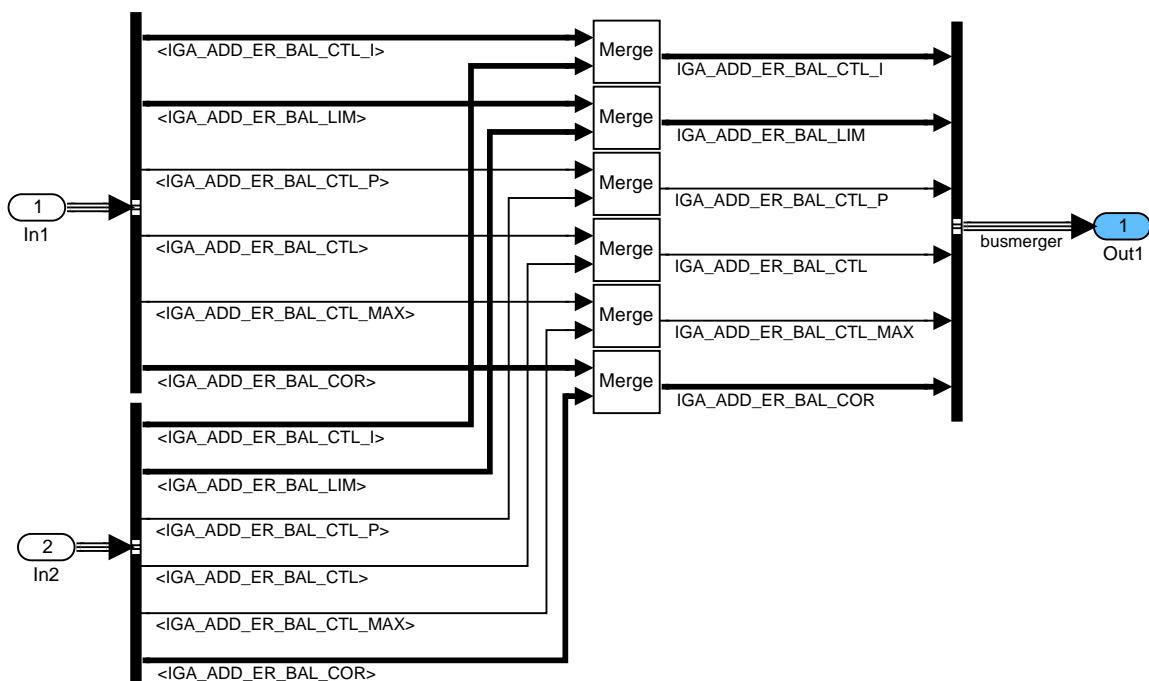 <IGA_ADD_ER_BAL_CTL_I>
Merge
IGA_ADD_ER_BAL_CTL_I
<IGA_ADD_ER_BAL_LIM>
Merge
IGA_ADD_ER_BAL_LIM
<IGA_ADD_ER_BAL_CTL_P>
Merge
IGA_ADD_ER_BAL_CTL_P
1
In1
<IGA_ADD_ER_BAL_CTL>
Merge
IGA_ADD_ER_BAL_CTL
busmerger
1
Out1
<IGA_ADD_ER_BAL_CTL_MAX>
Merge
IGA_ADD_ER_BAL_CTL_MAX
<IGA_ADD_ER_BAL_COR>
Merge
IGA_ADD_ER_BAL_COR
<IGA_ADD_ER_BAL_CTL_I>
<IGA_ADD_ER_BAL_LIM>
<IGA_ADD_ER_BAL_CTL_P>
2
In2
<IGA_ADD_ER_BAL_CTL>
<IGA_ADD_ER_BAL_CTL_MAX>
<IGA_ADD_ER_BAL_COR>